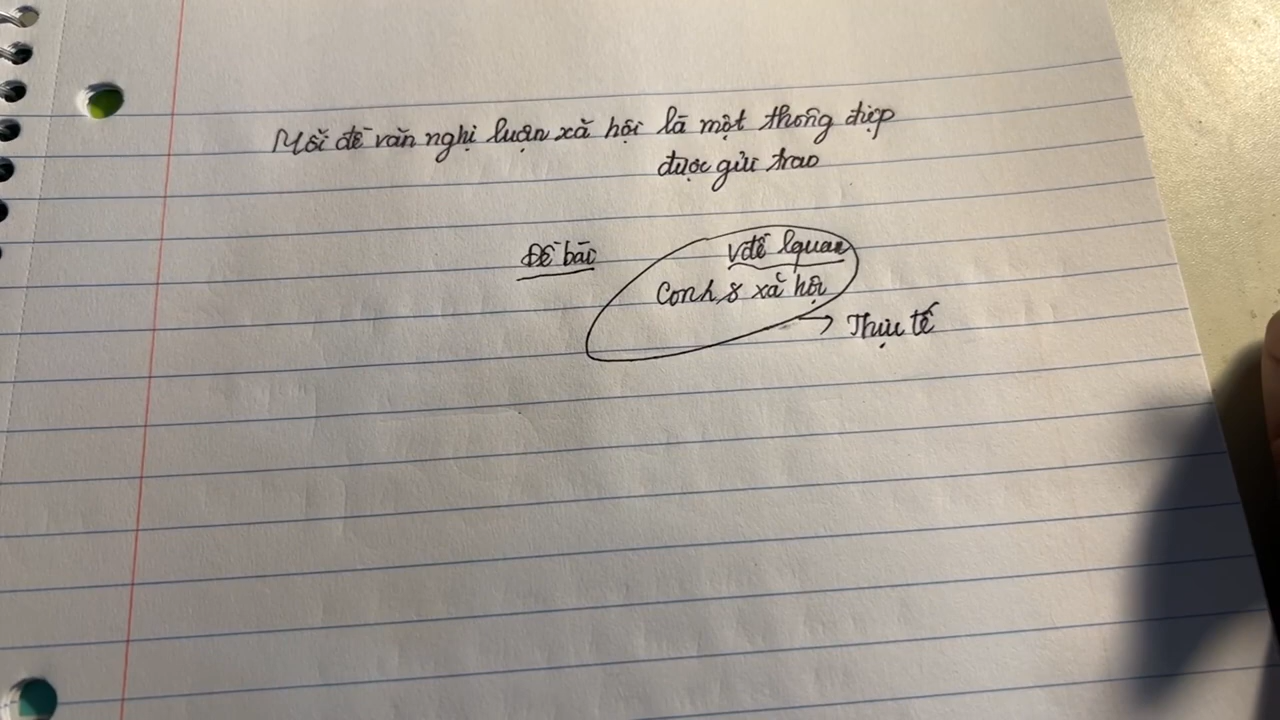 Mỗi đề văn nghị luận xã hội là một thông điệp
được gửi trao
Đề bài
Vđề lquan
Con & xã hội
→ Thực tế